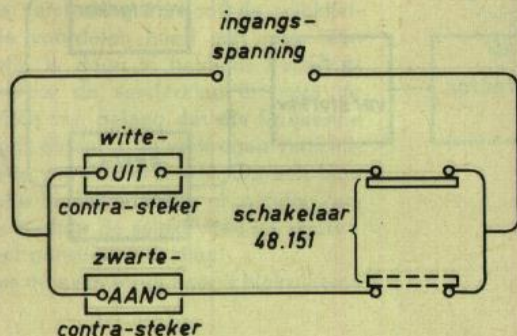 ingangs-
spanning
witte-
UIT
contra-steker
schakelaar
48.151
zwarte-
AAN
contra-steker